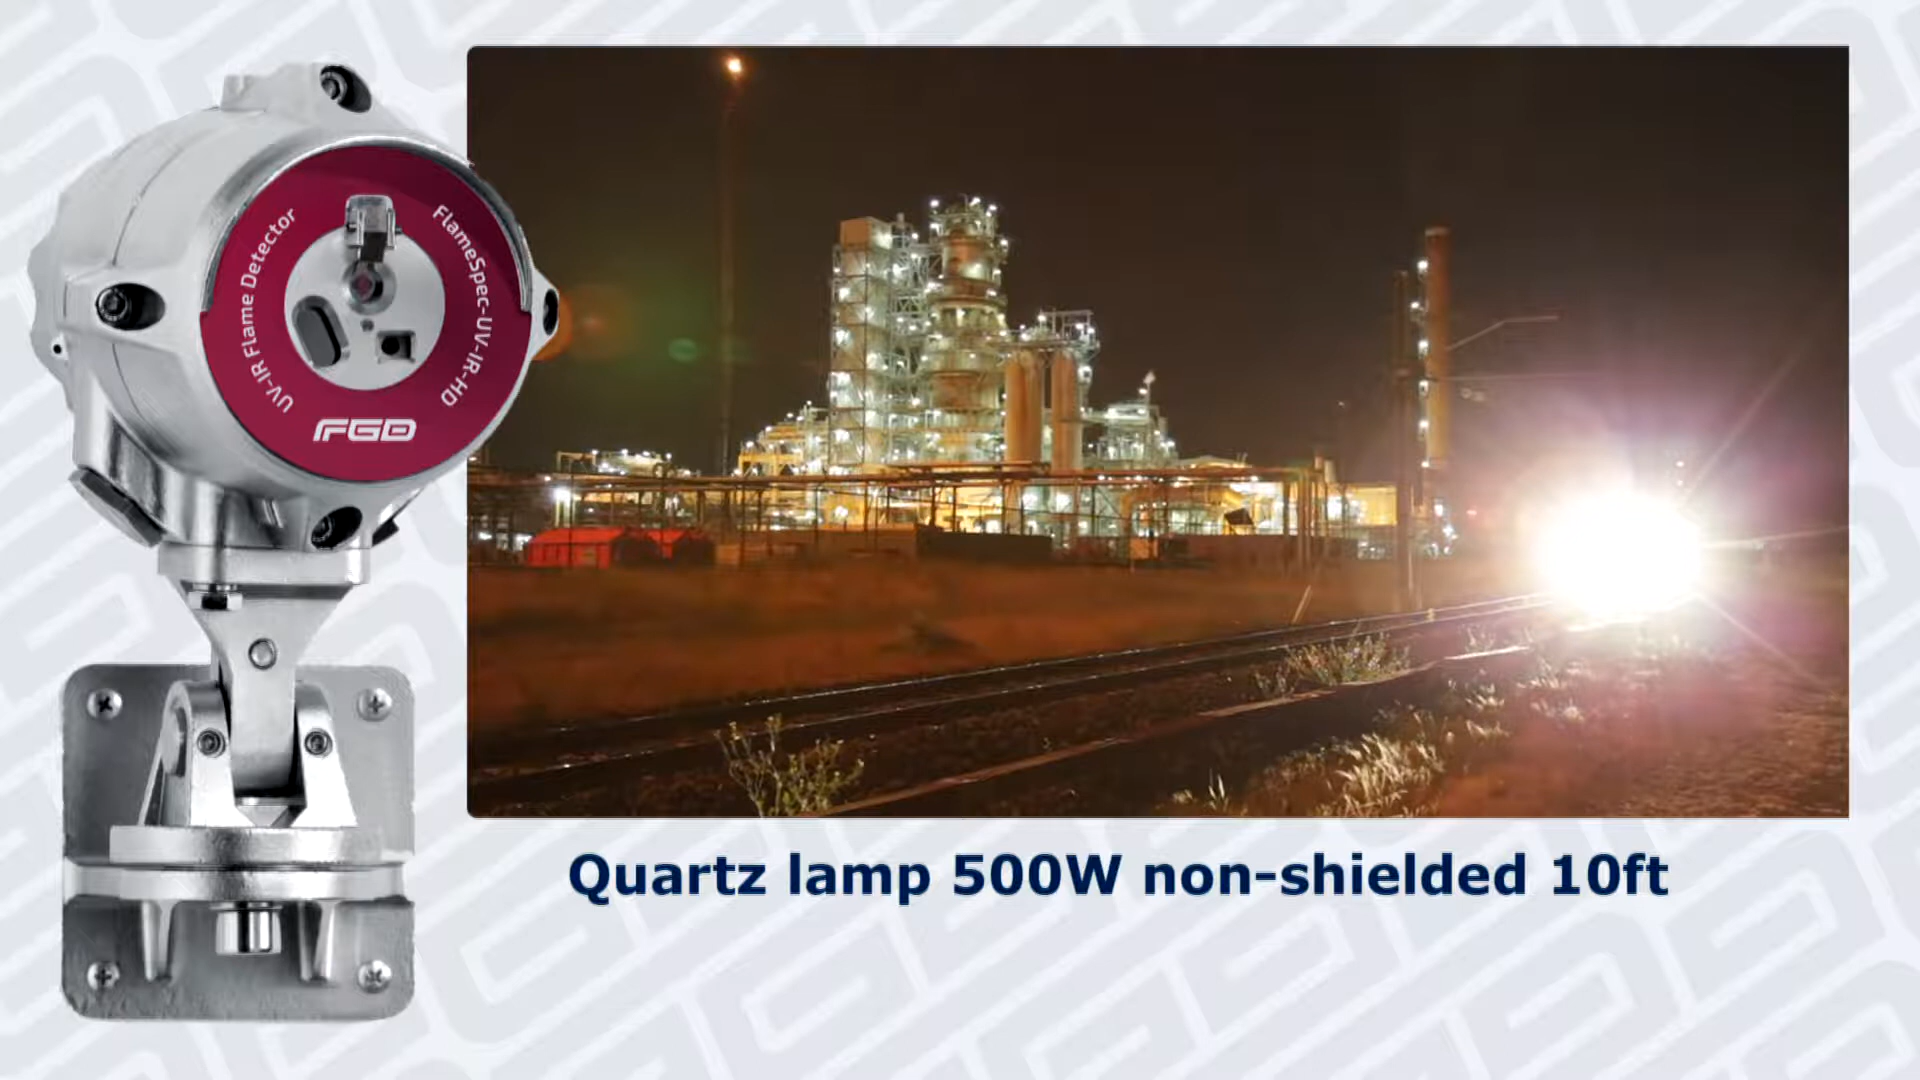 UV-IR Flame Detector
FlameSpec-UV-IR-HD
FGD
Quartz lamp 500W non-shielded 10ft